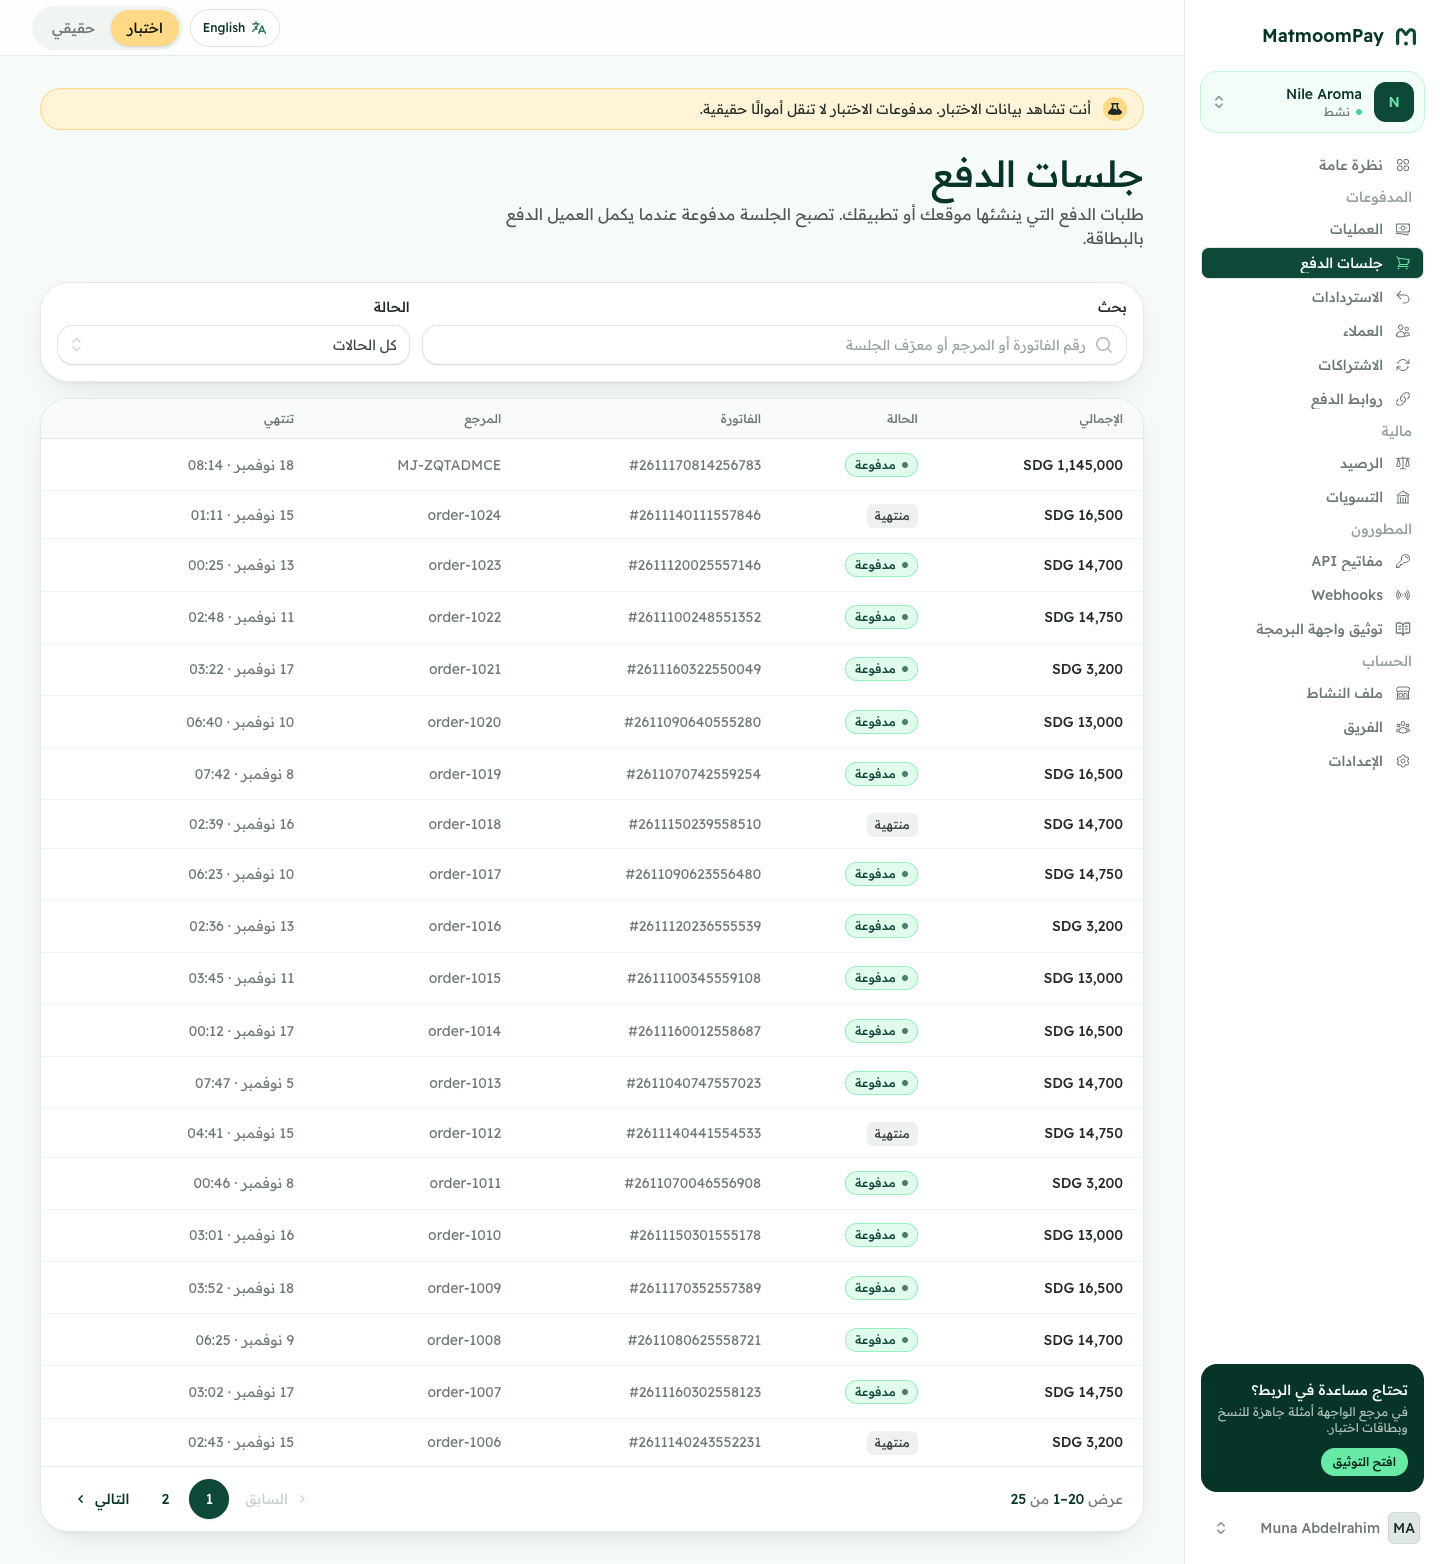 MatmoomPay
Nile Aroma
نشط
N
نظرة عامة
المدفوعات
العمليات
جلسات الدفع
الاستردادات
العملاء
الاشتراكات
روابط الدفع
مالية
الرصيد
التسويات
المطورون
مفاتيح API
Webhooks
توثيق واجهة البرمجة
الحساب
ملف النشاط
الفريق
الإعدادات
تحتاج مساعدة في الربط؟
في مرجع الواجهة أمثلة جاهزة للنسخ
وبطاقات اختبار.
افتح التوثيق
MA Muna Abdelrahim
English
اختبار
حقيقي
أنت تشاهد بيانات الاختبار. مدفوعات الاختبار لا تنقل أموالًا حقيقية.
جلسات الدفع
طلبات الدفع التي ينشئها موقعك أو تطبيقك. تصبح الجلسة مدفوعة عندما يكمل العميل الدفع
بالبطاقة.
بحث
رقم الفاتورة أو المرجع أو معرّف الجلسة
الحالة
كل الحالات
الإجمالي الحالة الفاتورة المرجع تنتهي
SDG 1,145,000 مدفوعة #2611170814256783 MJ-ZQTADMCE 18 نوفمبر · 08:14
SDG 16,500 منتهية #2611140111557846 order-1024 15 نوفمبر · 01:11
SDG 14,700 مدفوعة #2611120025557146 order-1023 13 نوفمبر · 00:25
SDG 14,750 مدفوعة #2611100248551352 order-1022 11 نوفمبر · 02:48
SDG 3,200 مدفوعة #2611160322550049 order-1021 17 نوفمبر · 03:22
SDG 13,000 مدفوعة #2611090640555280 order-1020 10 نوفمبر · 06:40
SDG 16,500 مدفوعة #2611070742559254 order-1019 8 نوفمبر · 07:42
SDG 14,700 منتهية #2611150239558510 order-1018 16 نوفمبر · 02:39
SDG 14,750 مدفوعة #2611090623556480 order-1017 10 نوفمبر · 06:23
SDG 3,200 مدفوعة #2611120236555539 order-1016 13 نوفمبر · 02:36
SDG 13,000 مدفوعة #2611100345559108 order-1015 11 نوفمبر · 03:45
SDG 16,500 مدفوعة #2611160012558687 order-1014 17 نوفمبر · 00:12
SDG 14,700 مدفوعة #2611040747557023 order-1013 5 نوفمبر · 07:47
SDG 14,750 منتهية #2611140441554533 order-1012 15 نوفمبر · 04:41
SDG 3,200 مدفوعة #2611070046556908 order-1011 8 نوفمبر · 00:46
SDG 13,000 مدفوعة #2611150301555178 order-1010 16 نوفمبر · 03:01
SDG 16,500 مدفوعة #2611170352557389 order-1009 18 نوفمبر · 03:52
SDG 14,700 مدفوعة #2611080625558721 order-1008 9 نوفمبر · 06:25
SDG 14,750 مدفوعة #2611160302558123 order-1007 17 نوفمبر · 03:02
SDG 3,200 منتهية #2611140243552231 order-1006 15 نوفمبر · 02:43
عرض 1–20 من 25
السابق 1 2 التالي